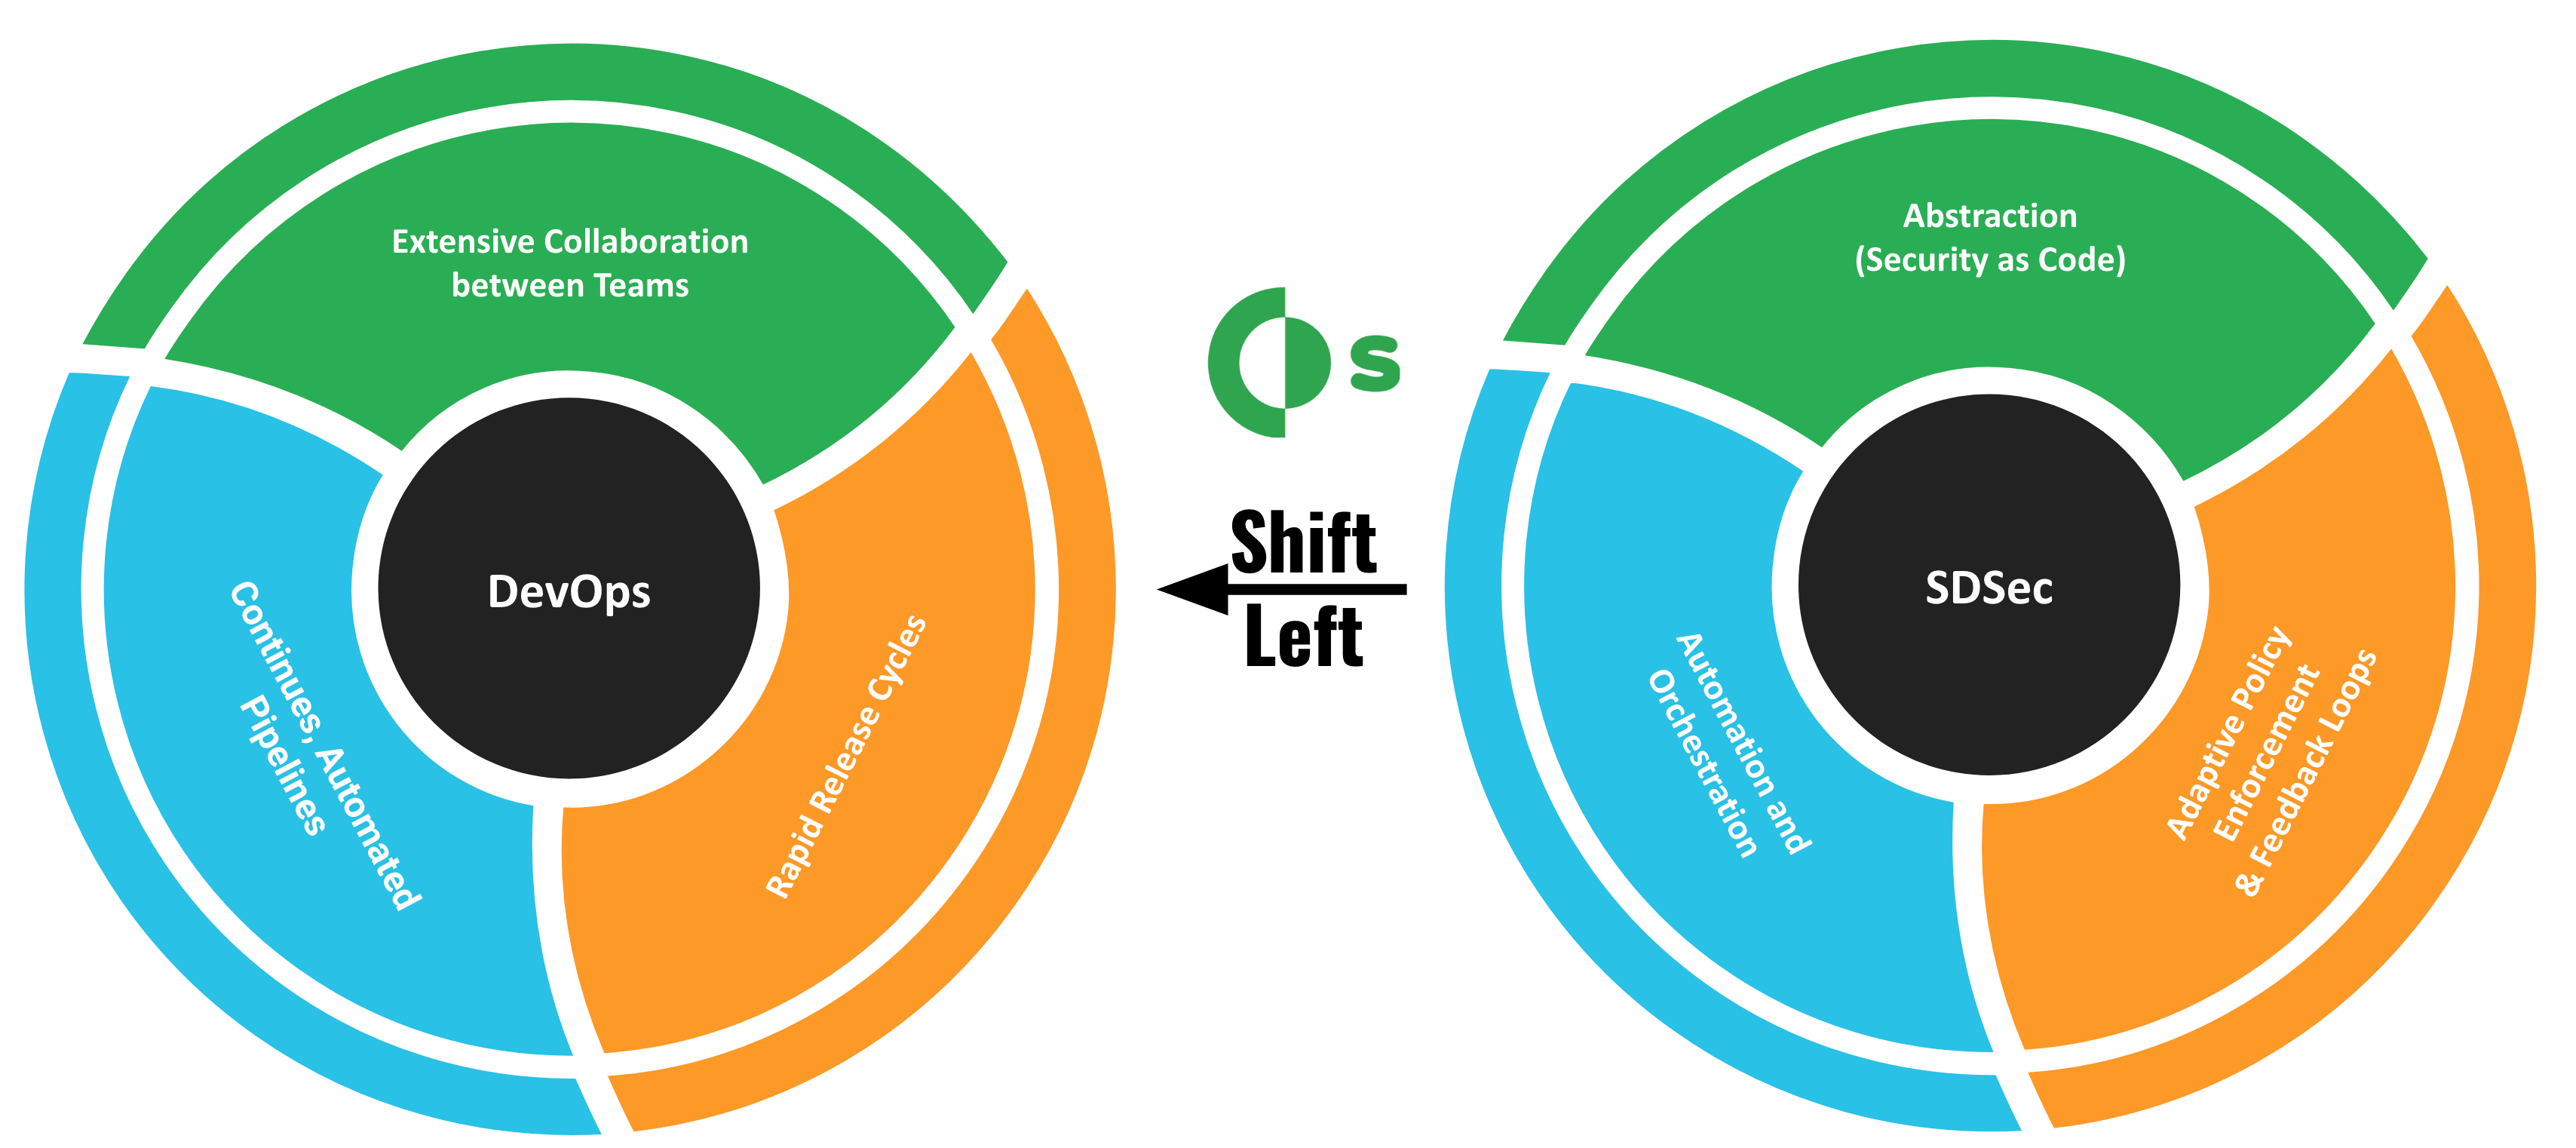 Extensive Collaboration
between Teams
DevOps
Continues, Automated
Pipelines
Rapid Release Cycles
s
Shift
Left
Abstraction
(Security as Code)
SDSec
Automation and
Orchestration
Adaptive Policy
Enforcement
& Feedback Loops